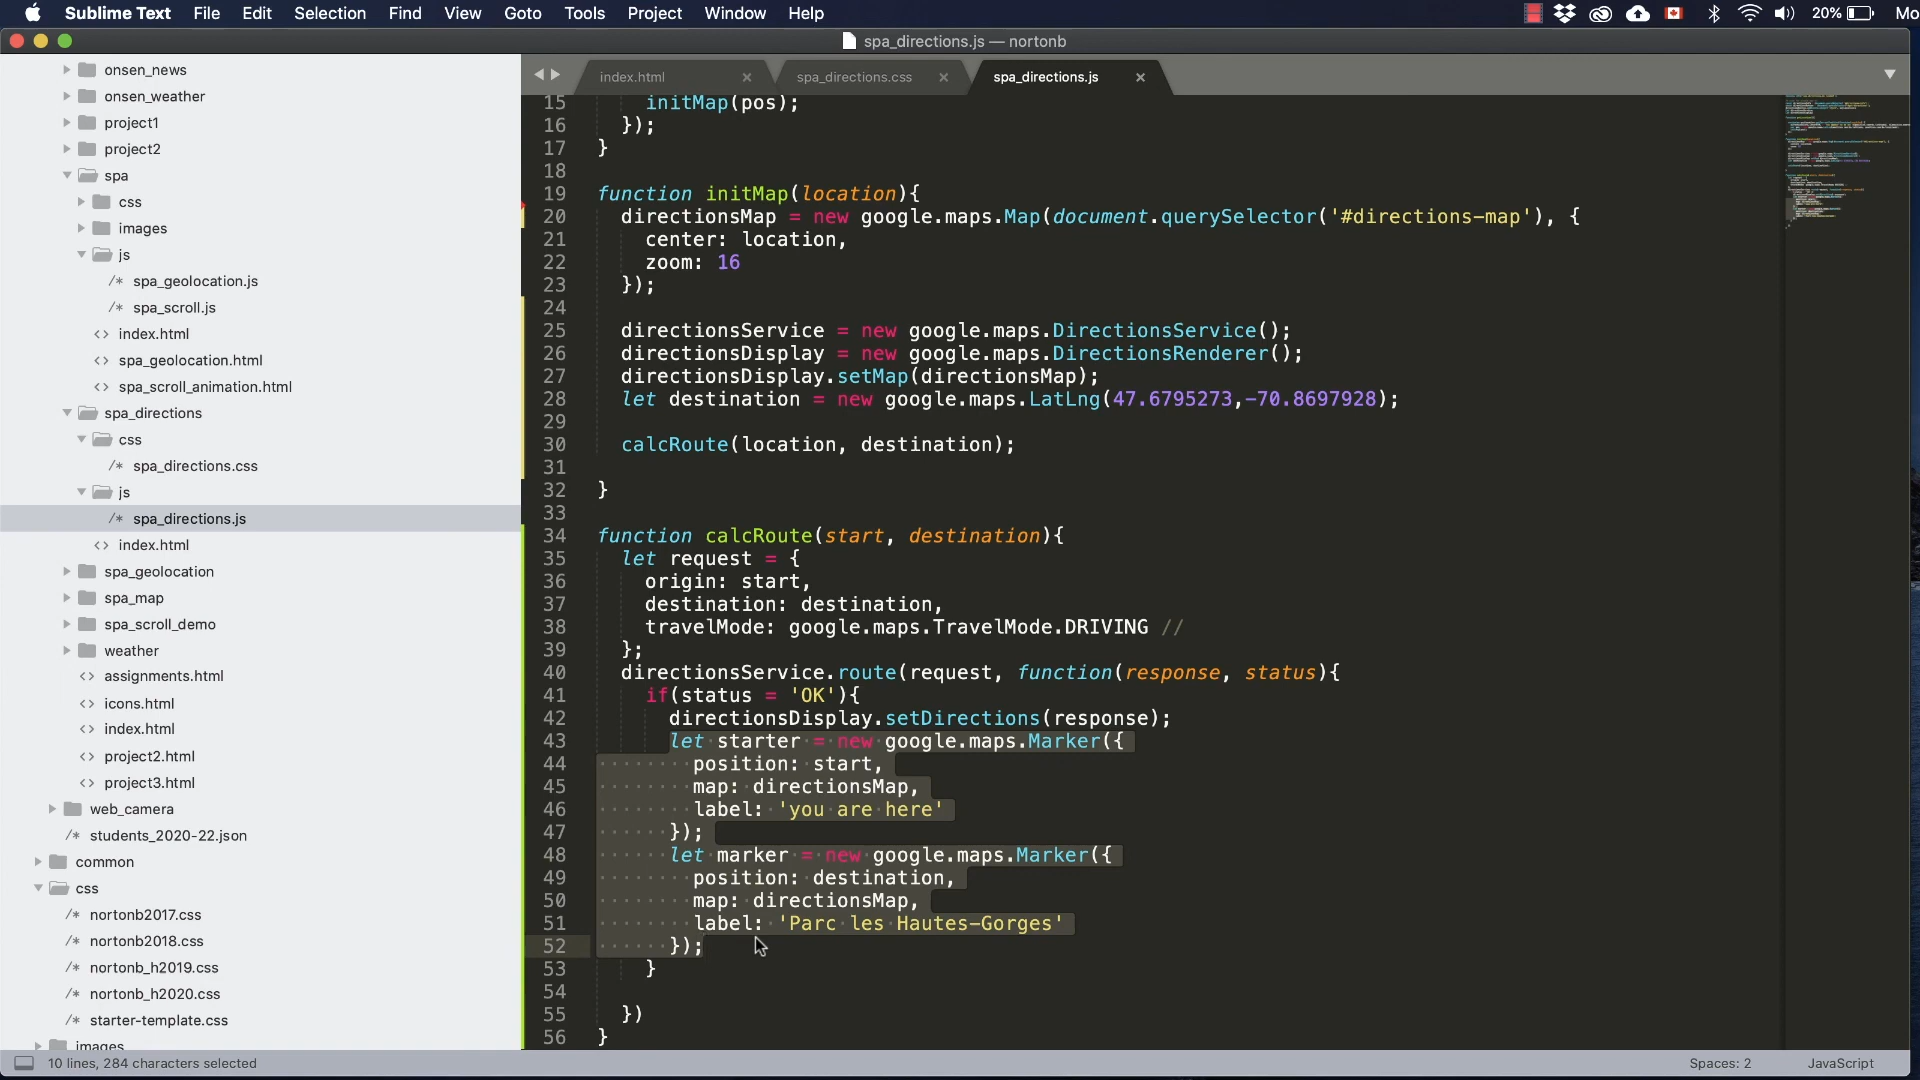 Sublime Text File Edit Selection Find View Goto Tools Project Window Help 20% Mo
spa_directions.js — nortonb
onsen_news
onsen_weather
project1
project2
spa
css
images
js
/* spa_geolocation.js
/* spa_scroll.js
<> index.html
<> spa_geolocation.html
<> spa_scroll_animation.html
spa_directions
css
/* spa_directions.css
js
/* spa_directions.js
<> index.html
spa_geolocation
spa_map
spa_scroll_demo
weather
<> assignments.html
<> icons.html
<> index.html
<> project2.html
<> project3.html
web_camera
/* students_2020-22.json
common
css
/* nortonb2017.css
/* nortonb2018.css
/* nortonb_h2019.css
/* nortonb_h2020.css
/* starter-template.css
images
index.html × spa_directions.css × spa_directions.js ×
15 initMap(pos);
16 });
17 }
18
19 function initMap(location){
20 directionsMap = new google.maps.Map(document.querySelector('#directions-map'), {
21 center: location,
22 zoom: 16
23 });
24
25 directionsService = new google.maps.DirectionsService();
26 directionsDisplay = new google.maps.DirectionsRenderer();
27 directionsDisplay.setMap(directionsMap);
28 let destination = new google.maps.LatLng(47.6795273,-70.8697928);
29
30 calcRoute(location, destination);
31
32 }
33
34 function calcRoute(start, destination){
35 let request = {
36 origin: start,
37 destination: destination,
38 travelMode: google.maps.TravelMode.DRIVING //
39 };
40 directionsService.route(request, function(response, status){
41 if(status = 'OK'){
42 directionsDisplay.setDirections(response);
43 let starter = new google.maps.Marker({
44 position: start,
45 map: directionsMap,
46 label: 'you are here'
47 });
48 let marker = new google.maps.Marker({
49 position: destination,
50 map: directionsMap,
51 label: 'Parc les Hautes-Gorges'
52 });
53 }
54
55 })
56 }
10 lines, 284 characters selected Spaces: 2 JavaScript